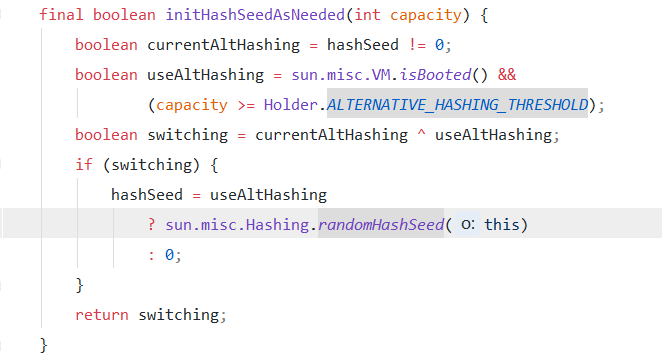 final boolean initHashSeedAsNeeded(int capacity) {
    boolean currentAltHashing = hashSeed != 0;
    boolean useAltHashing = sun.misc.VM.isBooted() &&
            (capacity >= Holder.ALTERNATIVE_HASHING_THRESHOLD);
    boolean switching = currentAltHashing ^ useAltHashing;
    if (switching) {
        hashSeed = useAltHashing
            ? sun.misc.Hashing.randomHashSeed( o: this)
            : 0;
    }
    return switching;
}